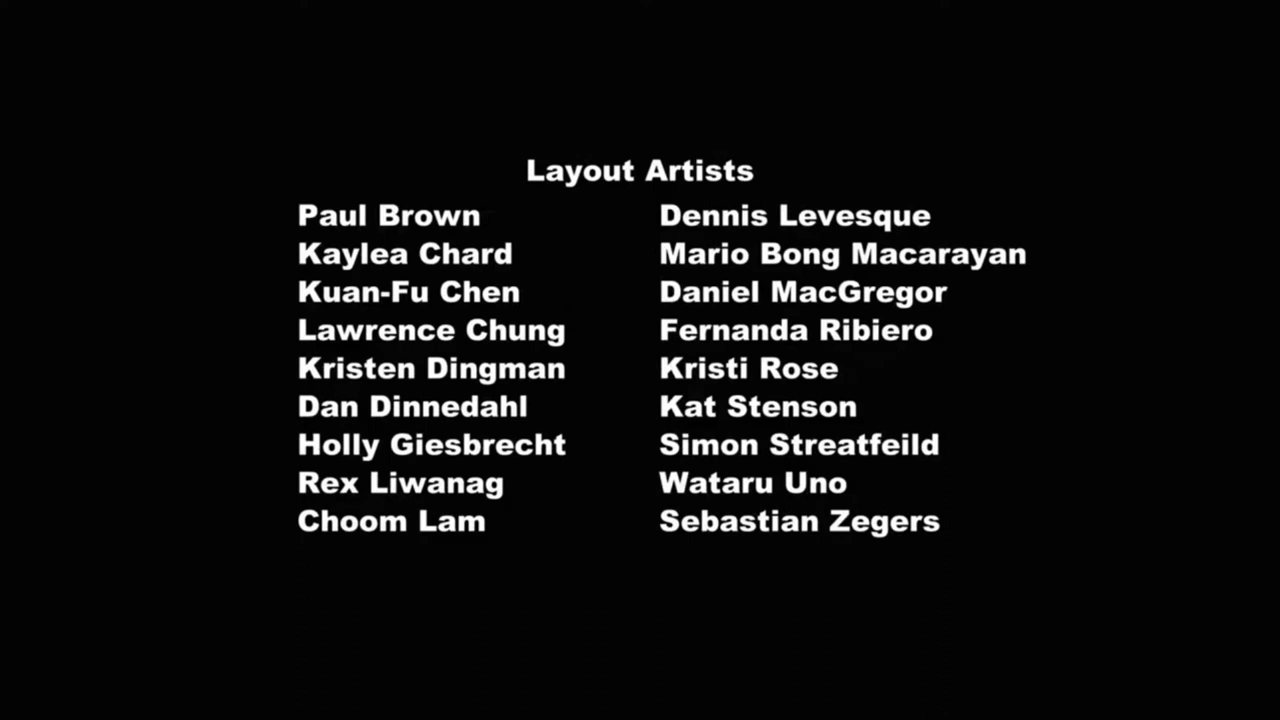 Layout Artists
Paul Brown
Kaylea Chard
Kuan-Fu Chen
Lawrence Chung
Kristen Dingman
Dan Dinnedahl
Holly Giesbrecht
Rex Liwanag
Choom Lam
Dennis Levesque
Mario Bong Macarayan
Daniel MacGregor
Fernanda Ribiero
Kristi Rose
Kat Stenson
Simon Streatfeild
Wataru Uno
Sebastian Zegers